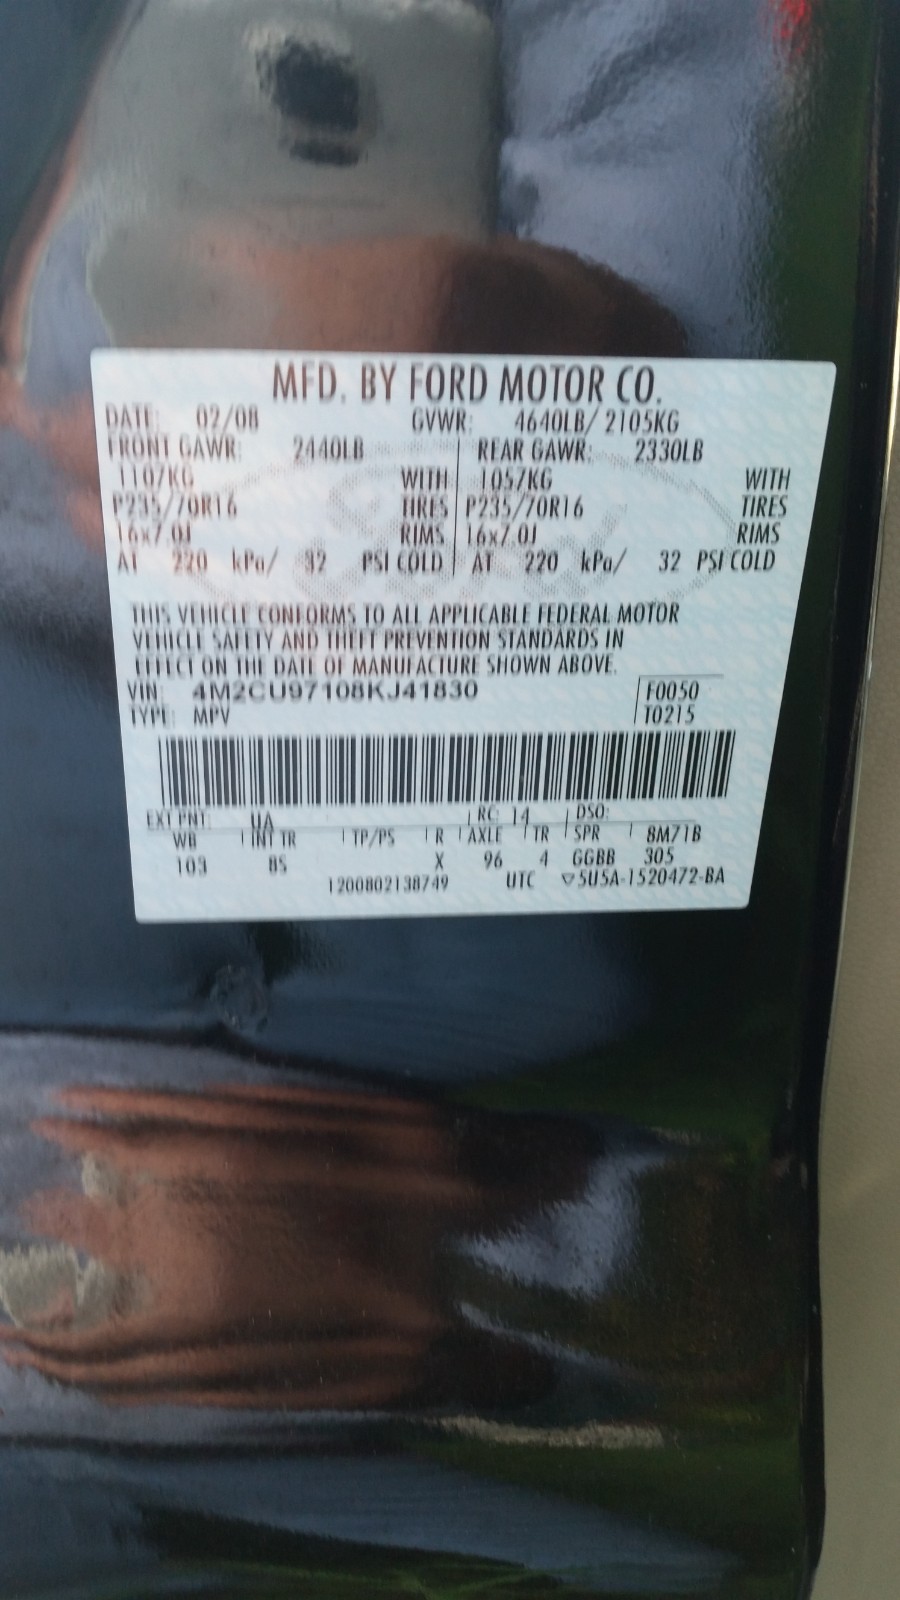 MFD. BY FORD MOTOR CO.
DATE: 02/08 GVWR: 4640LB/ 2105KG
FRONT GAWR: 2440LB REAR GAWR: 2330LB
1107KG WITH 1057KG WITH
P235/70R16 TIRES P235/70R16 TIRES
16x7.0J RIMS 16x7.0J RIMS
AT 220 kPa/ 32 PSI COLD AT 220 kPa/ 32 PSI COLD
THIS VEHICLE CONFORMS TO ALL APPLICABLE FEDERAL MOTOR
VEHICLE SAFETY AND THEFT PREVENTION STANDARDS IN
EFFECT ON THE DATE OF MANUFACTURE SHOWN ABOVE.
VIN: 4M2CU97108KJ41830 F0050
TYPE: MPV T0215
EXT PNT: UA RC: 14 DSO:
WB INT TR TP/PS R AXLE TR SPR 8M71B
103 8S X 96 4 GGBB 305
1200802138749 UTC ▽5U5A-1520472-BA